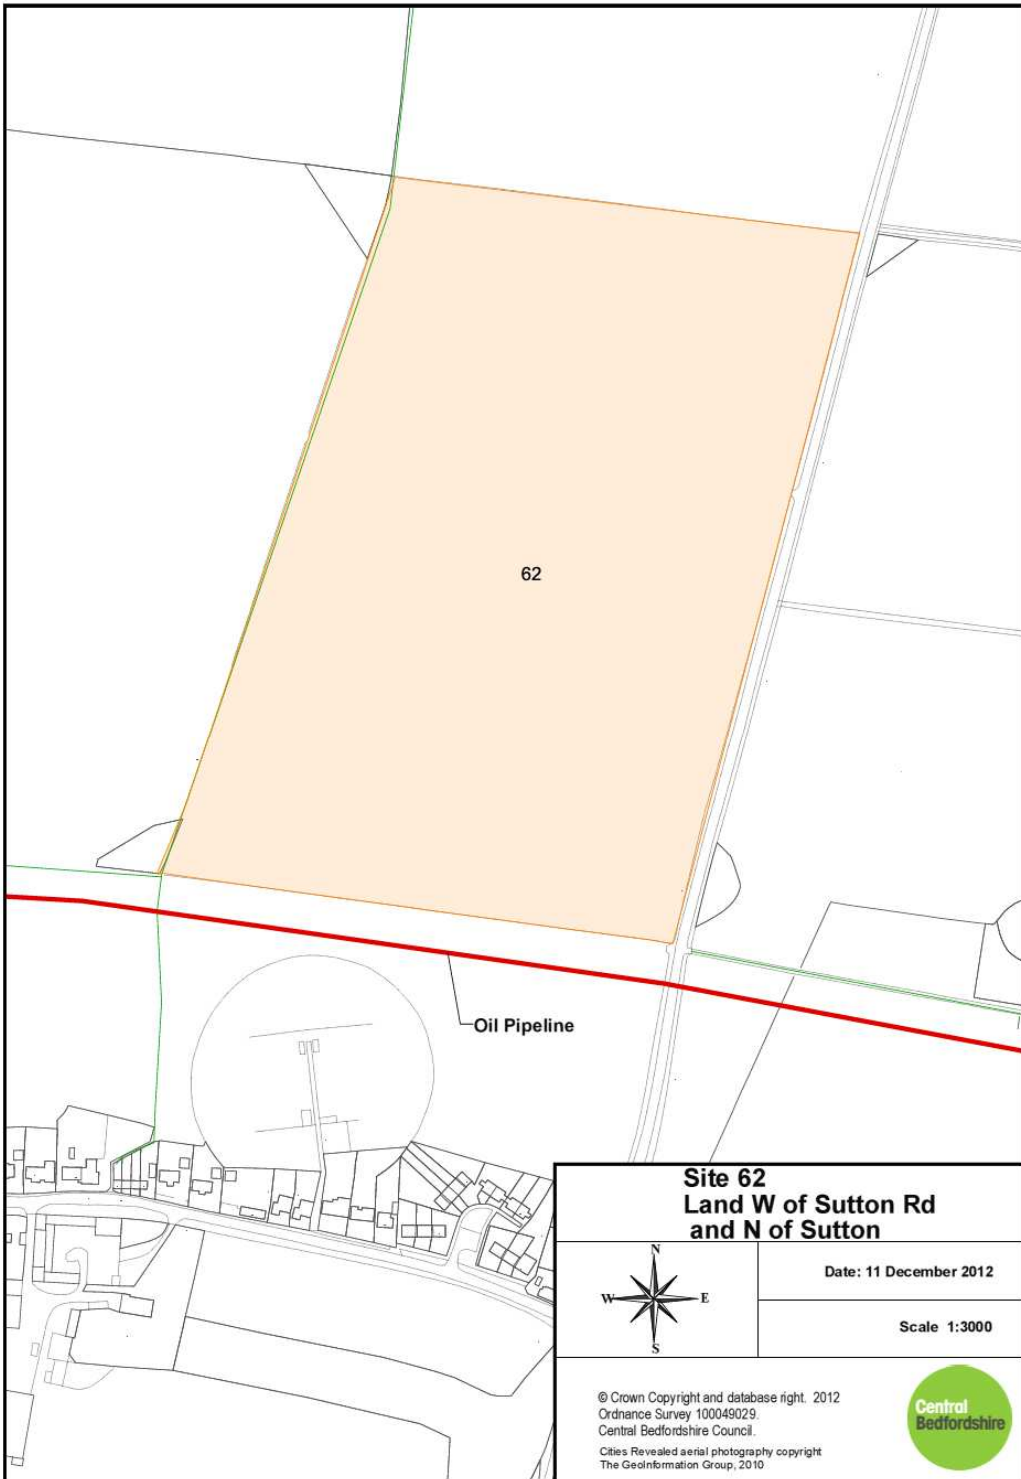 62
Oil Pipeline
Site 62
Land W of Sutton Rd
and N of Sutton
N
W E
S
Date: 11 December 2012
Scale 1:3000
© Crown Copyright and database right. 2012
Ordnance Survey 100049029.
Central Bedfordshire Council.
Cities Revealed aerial photography copyright
The GeoInformation Group, 2010
Central
Bedfordshire